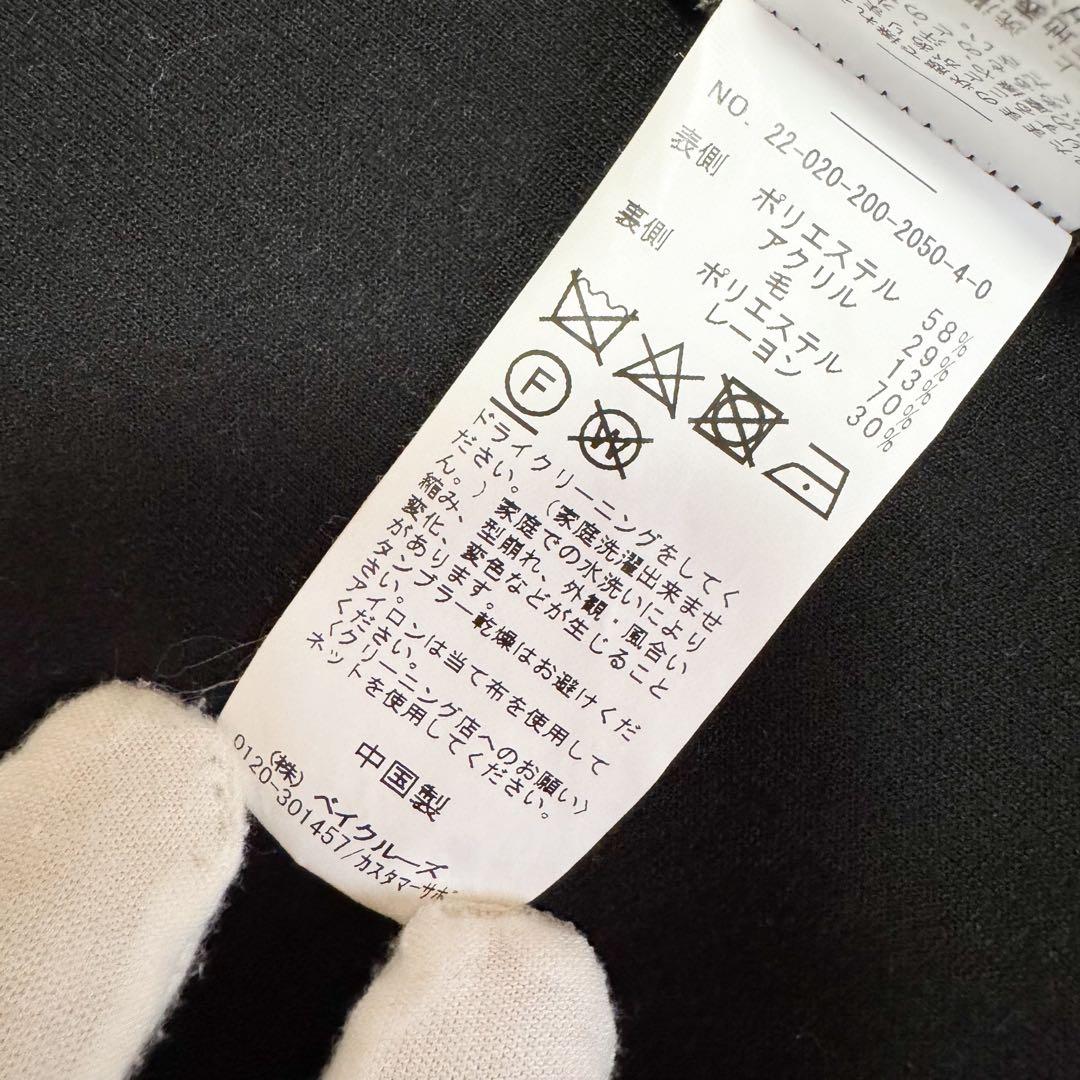 NO. 22-020-200-2050-4-0
表側 ポリエステル 58%
アクリル 29%
毛 13%
裏側 ポリエステル 70%
レーヨン 30%
F
W
ドライクリーニングをしてく
ださい。(家庭洗濯出来ませ
ん。) 家庭での水洗いにより
縮み、型崩れ、外観・風合い
変化、変色などが生じること
があります。
タンブラー乾燥はお避けくだ
さい。
アイロンは当て布を使用して
ください。
〈クリーニング店へのお願い〉
ネットを使用してください。
中国製
(株)ベイクルーズ
0120-301457/カスタマーサポ